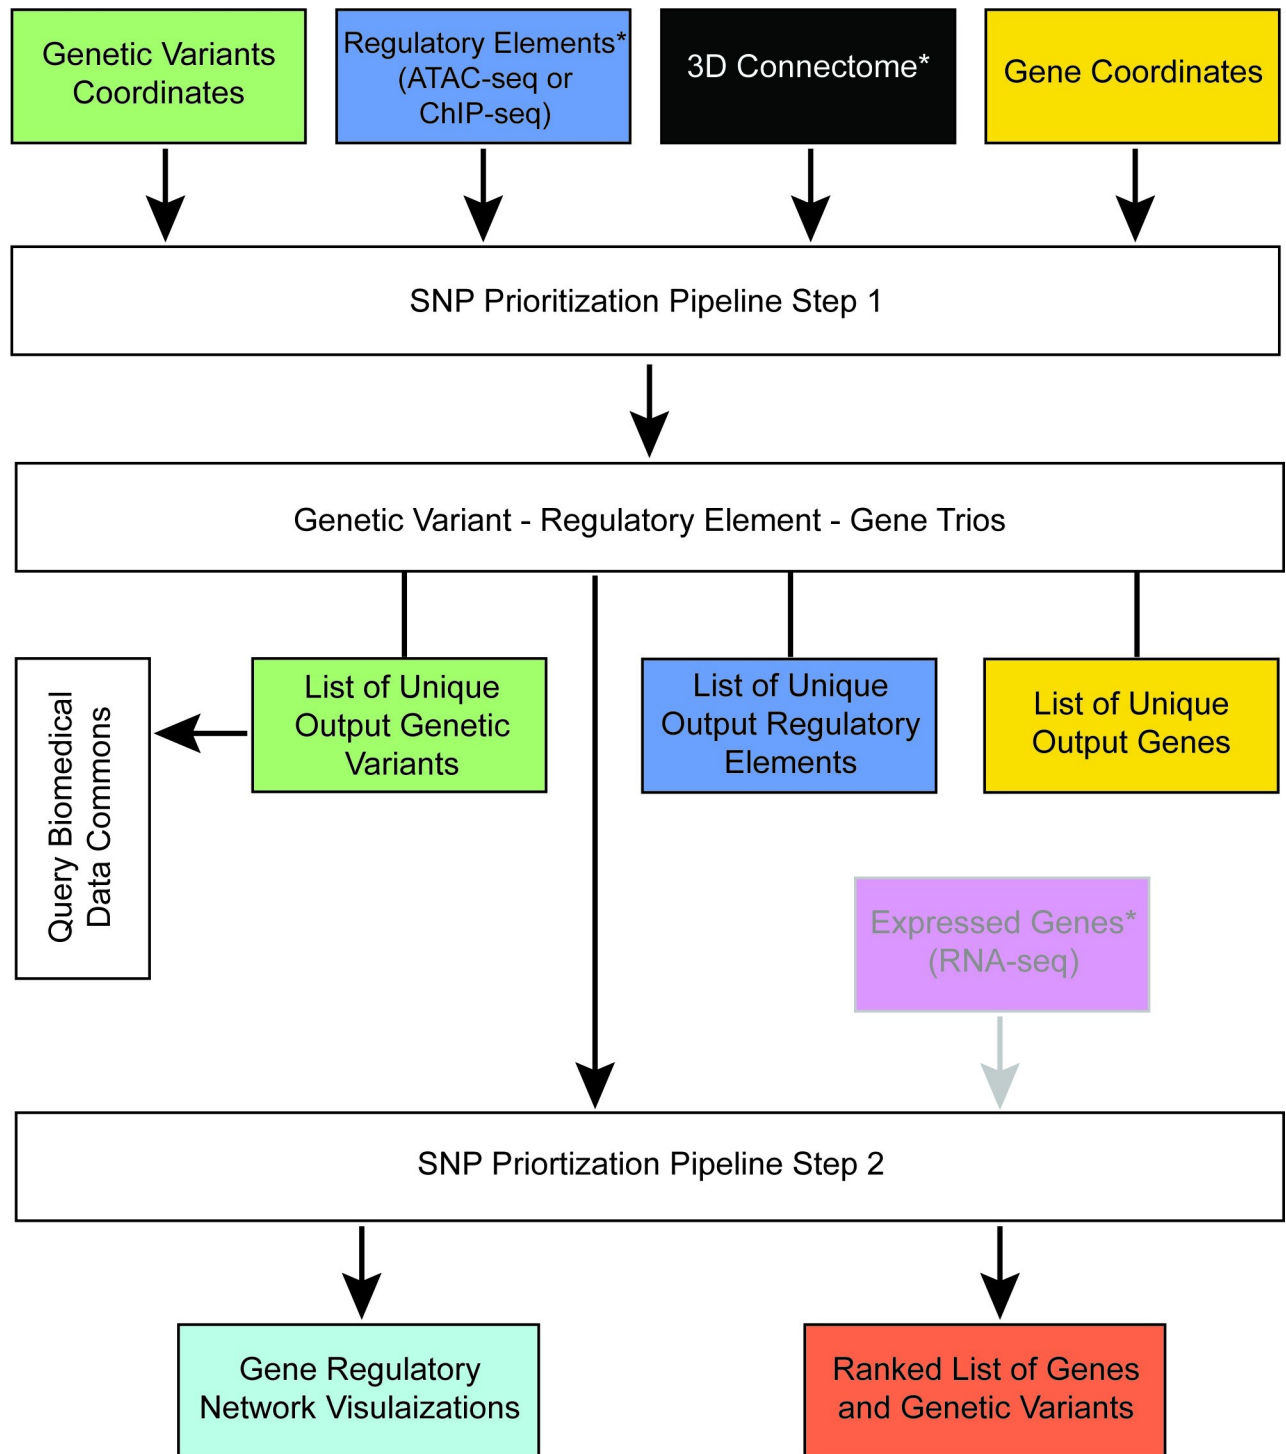 Genetic Variants
Coordinates
Regulatory Elements*
(ATAC-seq or
ChIP-seq)
3D Connectome*
Gene Coordinates
SNP Prioritization Pipeline Step 1
Genetic Variant - Regulatory Element - Gene Trios
Query Biomedical
Data Commons
List of Unique
Output Genetic
Variants
List of Unique
Output Regulatory
Elements
List of Unique
Output Genes
Expressed Genes*
(RNA-seq)
SNP Priortization Pipeline Step 2
Gene Regulatory
Network Visulaizations
Ranked List of Genes
and Genetic Variants